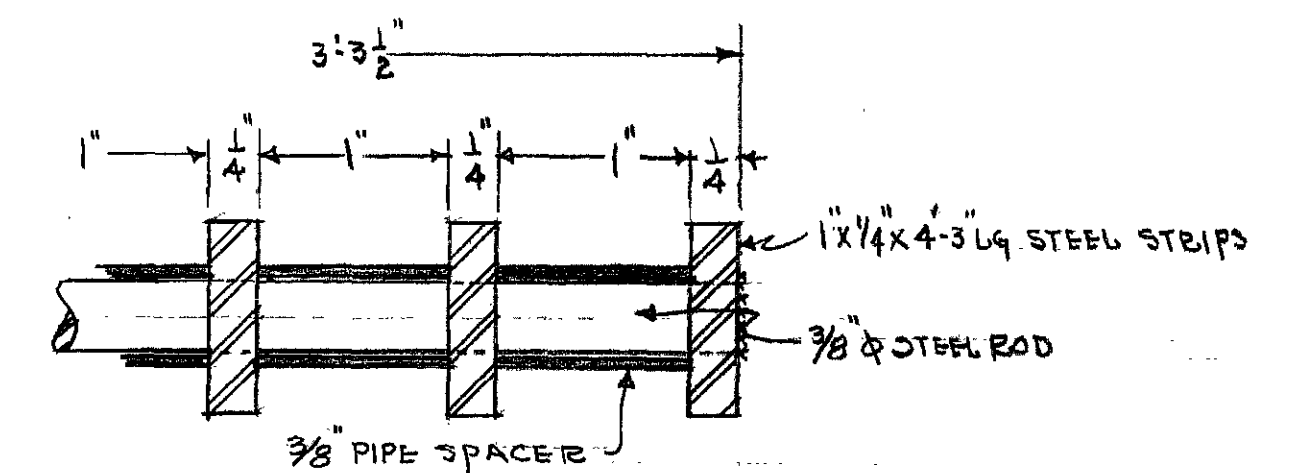 3'-3 1/2"
1" 1/4" 1" 1/4" 1" 1/4
1"x1/4"x4'-3" LG STEEL STRIPS
3/8" φ STEEL ROD
3/8" PIPE SPACER